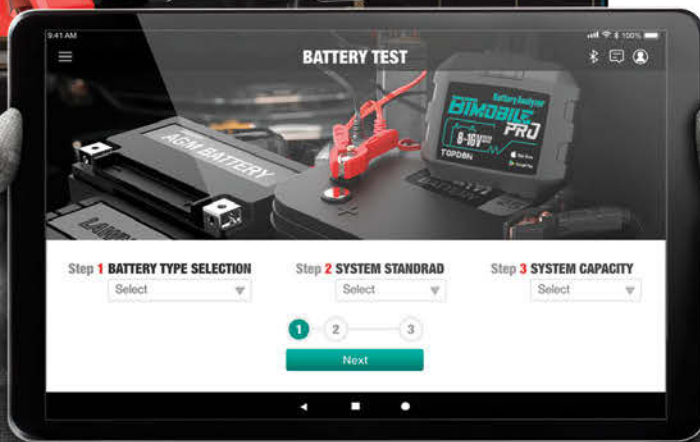 9:41 AM
100%
BATTERY TEST
AGM BATTERY
Battery Analyzer
BTMOBILE
PRO
8-16V
TOPDON
Step 1 BATTERY TYPE SELECTION
Select
Step 2 SYSTEM STANDRAD
Select
Step 3 SYSTEM CAPACITY
Select
1
2
3
Next